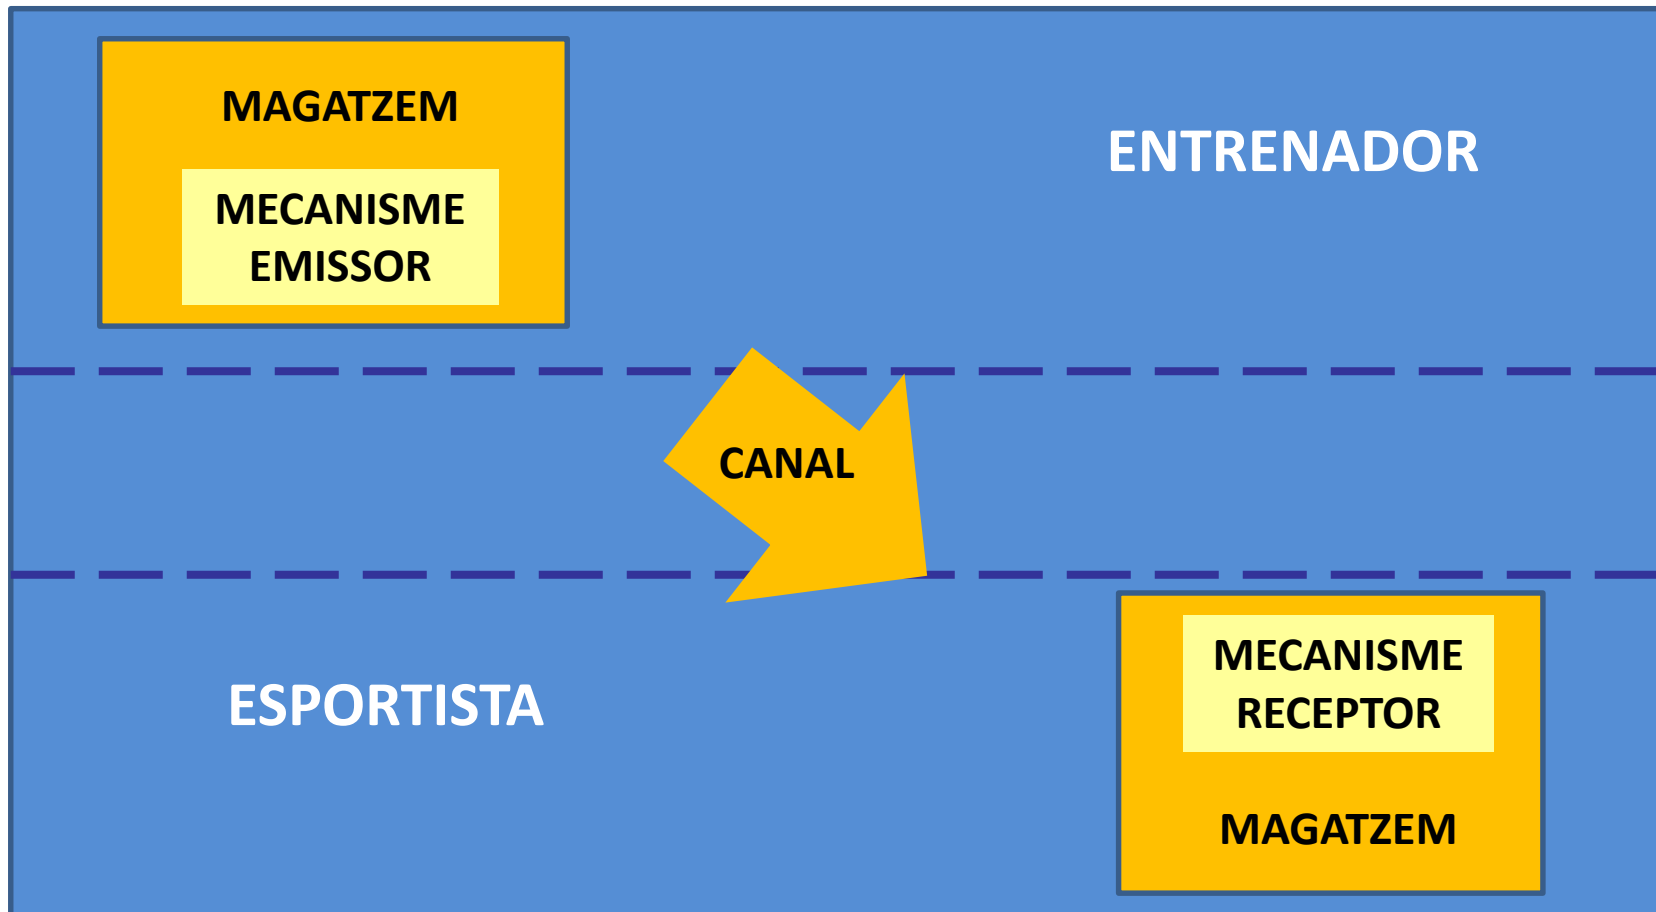 MAGATZEM
MECANISME
EMISSOR
ENTRENADOR
CANAL
ESPORTISTA
MECANISME
RECEPTOR
MAGATZEM